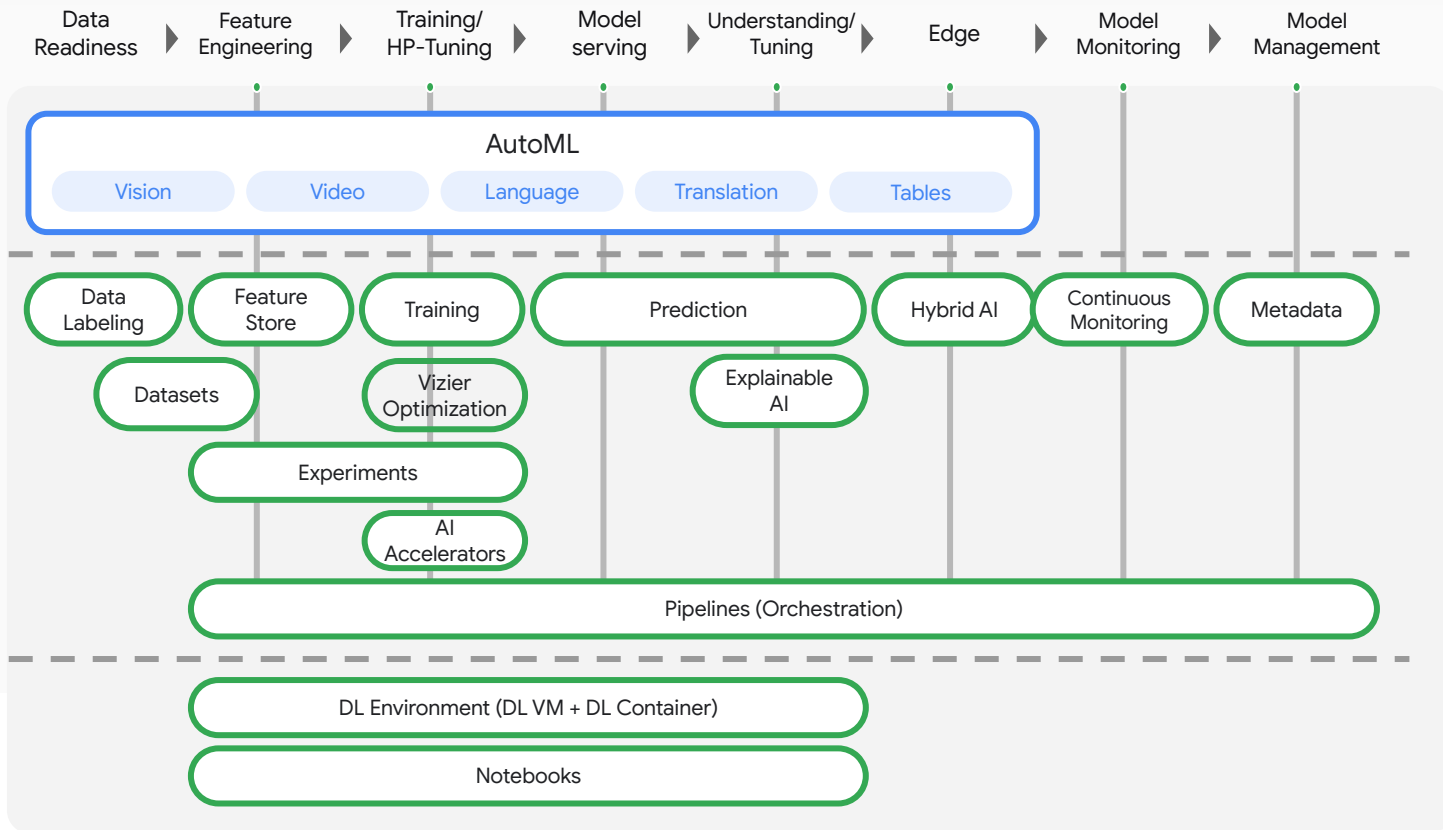 Data
Readiness
Feature
Engineering
Training/
HP-Tuning
Model
serving
Understanding/
Tuning
Edge
Model
Monitoring
Model
Management
AutoML
Vision
Video
Language
Translation
Tables
Data
Labeling
Feature
Store
Training
Prediction
Hybrid AI
Continuous
Monitoring
Metadata
Datasets
Vizier
Optimization
Explainable
AI
Experiments
AI
Accelerators
Pipelines (Orchestration)
DL Environment (DL VM + DL Container)
Notebooks